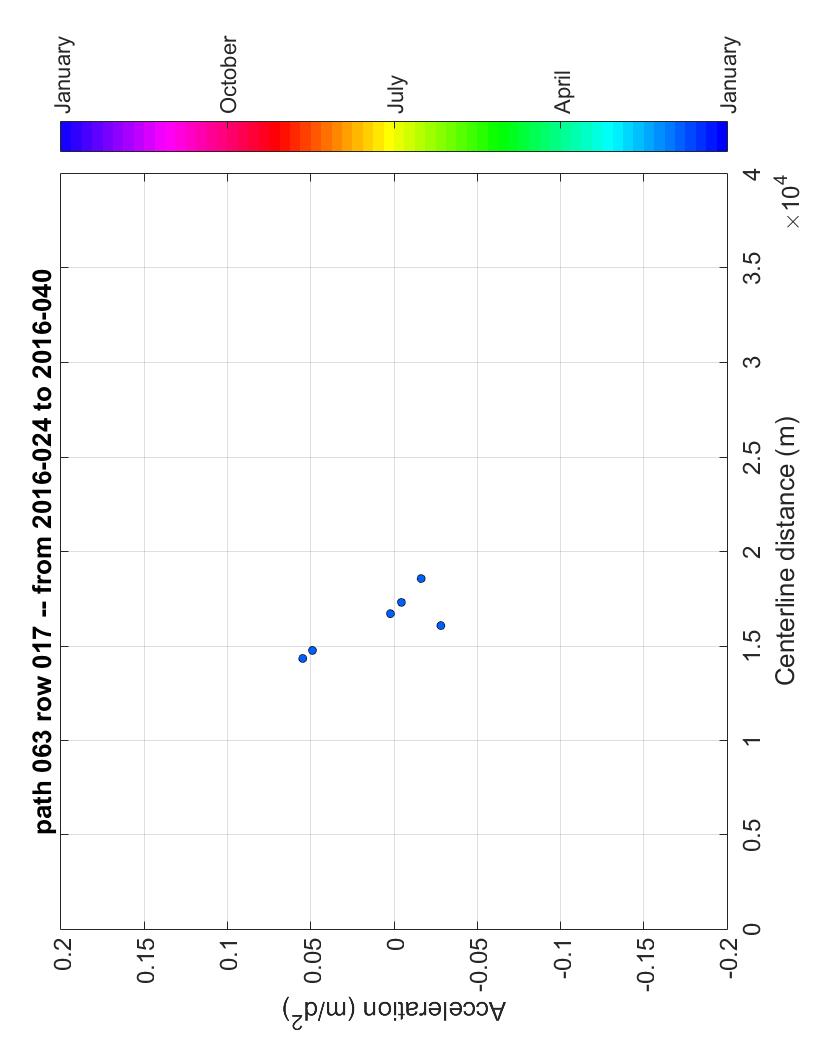 path 063 row 017 -- from 2016-024 to 2016-040
0.2
0.15
0.1
0.05
0
-0.05
-0.1
-0.15
-0.2
Acceleration (m/d²)
0
0.5
1
1.5
2
2.5
3
3.5
4
×10⁴
Centerline distance (m)
January
October
July
April
January